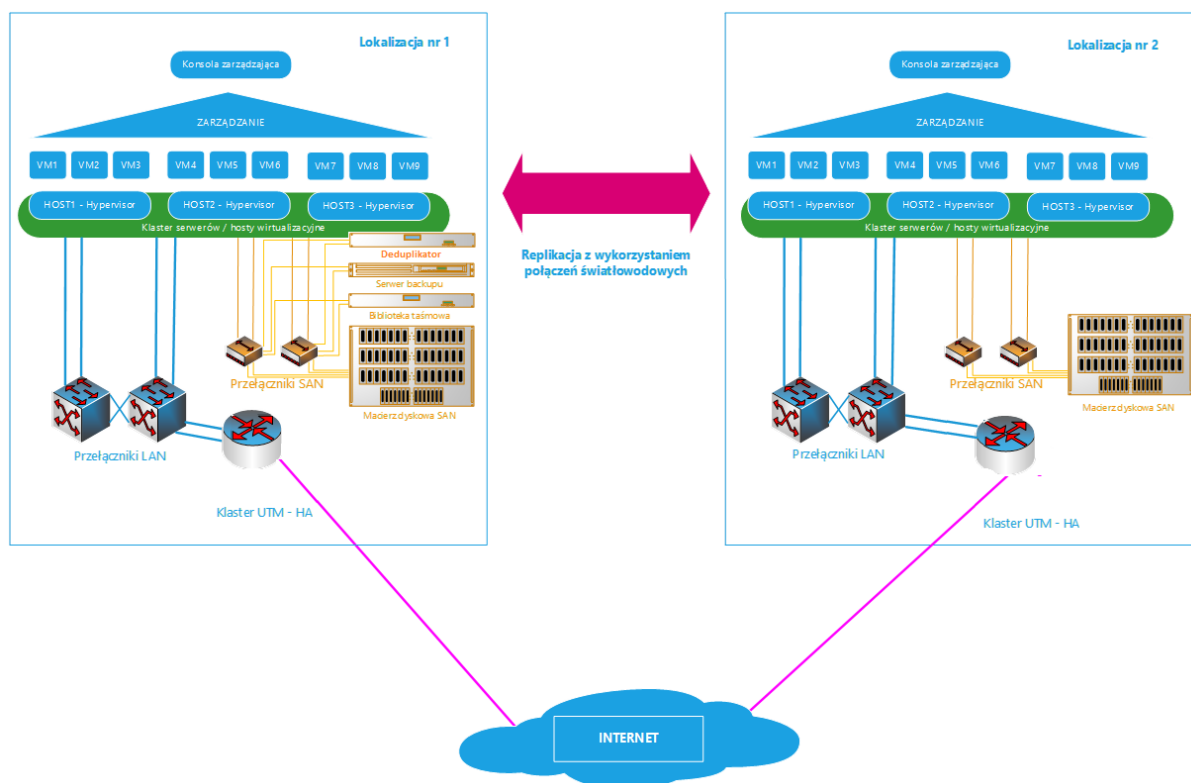 Lokalizacja nr 1
Konsola zarządzająca
ZARZĄDZANIE
VM1 VM2 VM3 VM4 VM5 VM6 VM7 VM8 VM9
HOST1 - Hypervisor HOST2 - Hypervisor HOST3 - Hypervisor
Klaster serwerów / hosty wirtualizacyjne
Deduplikator
Serwer backupu
Biblioteka taśmowa
Przełączniki SAN
Macierz dyskowa SAN
Przełączniki LAN
Klaster UTM - HA
Replikacja z wykorzystaniem
połączeń światłowodowych
Lokalizacja nr 2
Konsola zarządzająca
ZARZĄDZANIE
VM1 VM2 VM3 VM4 VM5 VM6 VM7 VM8 VM9
HOST1 - Hypervisor HOST2 - Hypervisor HOST3 - Hypervisor
Klaster serwerów / hosty wirtualizacyjne
Przełączniki SAN
Macierz dyskowa SAN
Przełączniki LAN
Klaster UTM - HA
INTERNET